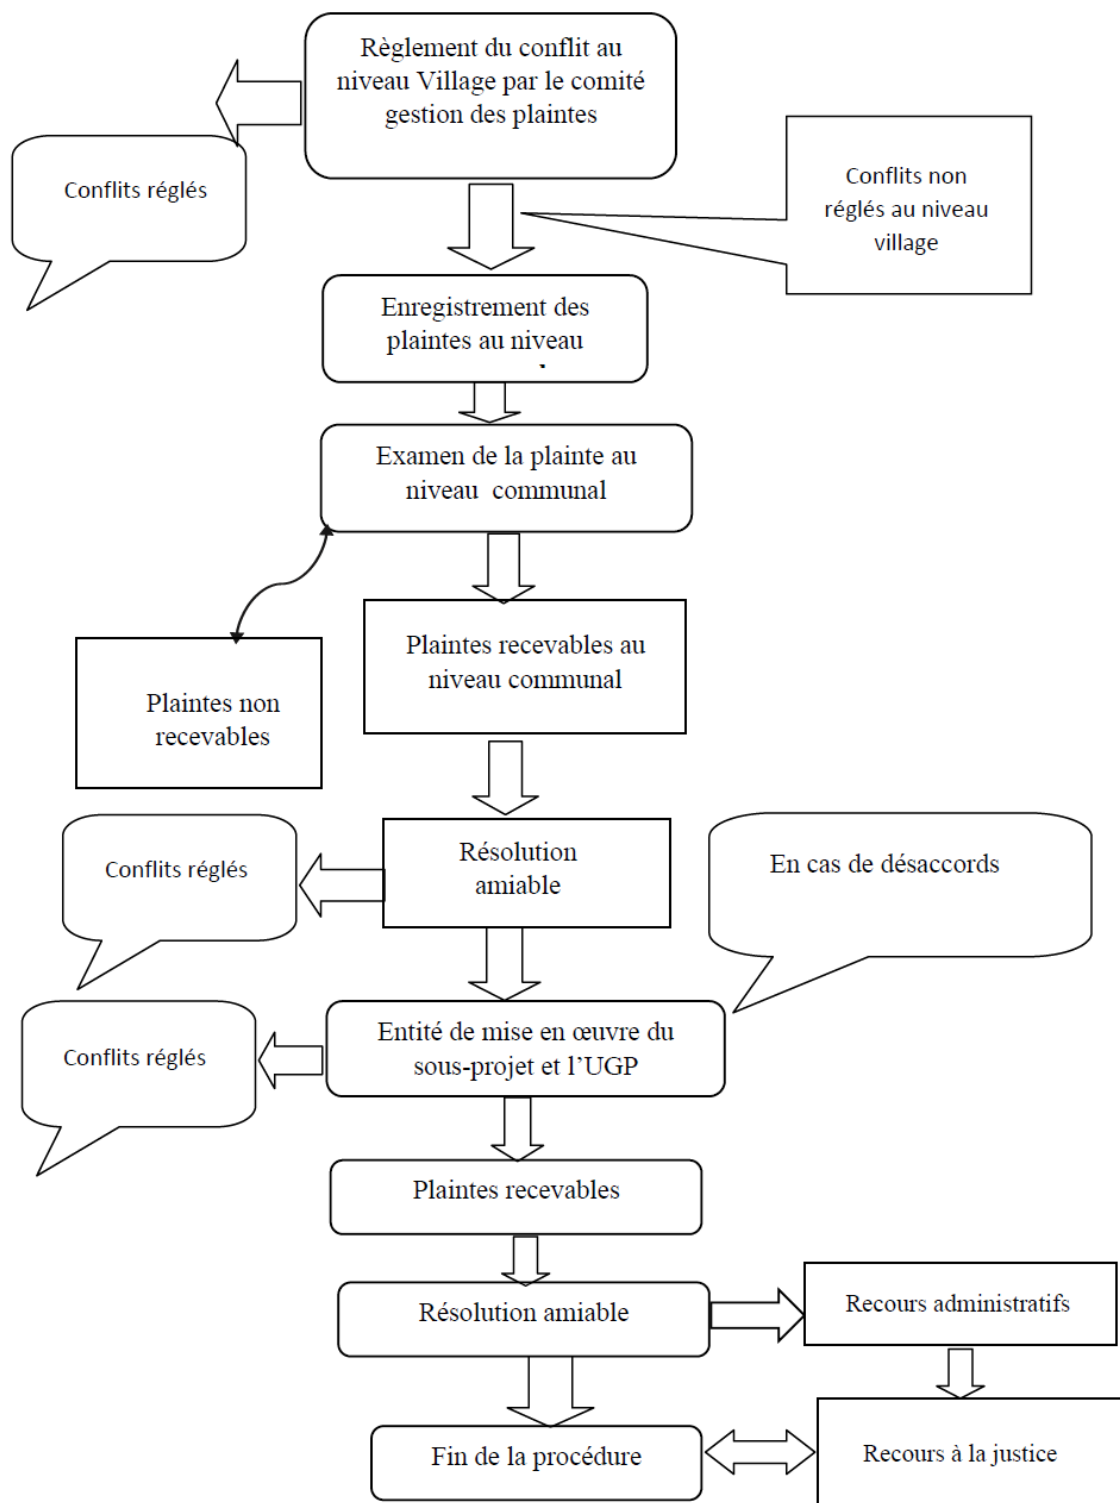 Règlement du conflit au
niveau Village par le comité
gestion des plaintes
Conflits réglés
Conflits non
réglés au niveau
village
Enregistrement des
plaintes au niveau
Examen de la plainte au
niveau communal
Plaintes recevables au
niveau communal
Plaintes non
recevables
Résolution
amiable
Conflits réglés
En cas de désaccords
Entité de mise en œuvre du
sous-projet et l’UGP
Conflits réglés
Plaintes recevables
Résolution amiable
Recours administratifs
Fin de la procédure
Recours à la justice